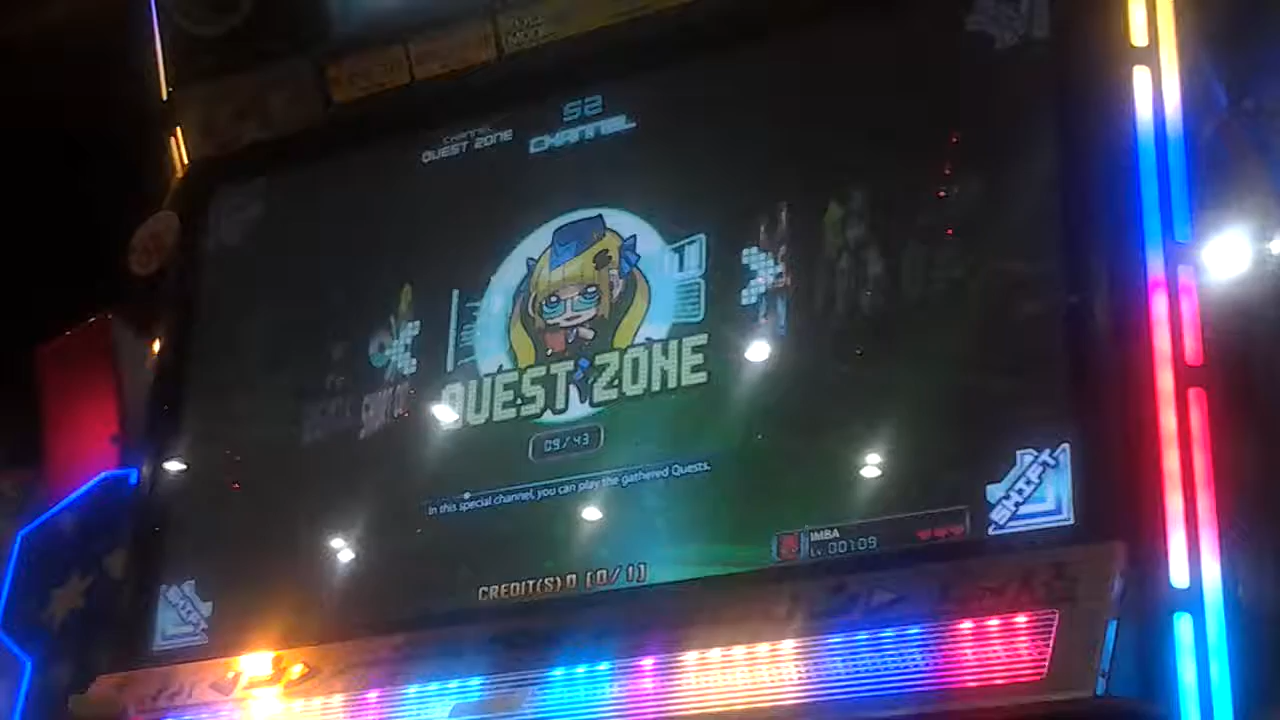 52
CHANNEL
CHANNEL
QUEST ZONE
QUEST ZONE
09/43
In this special channel, you can play the gathered Quests.
SHIFT
IMBA
Lv.00109
CREDIT(S) 0 [0/1]
SHIFT